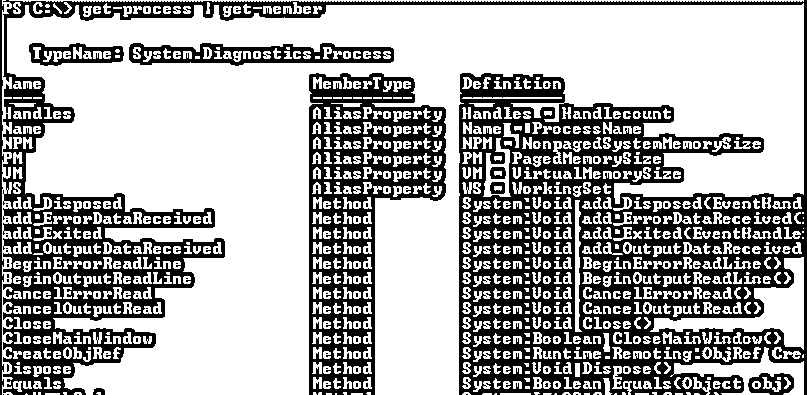 PS C:\> get-process | get-member
TypeName: System.Diagnostics.Process
Name MemberType Definition
---- ---------- ----------
Handles AliasProperty Handles = Handlecount
Name AliasProperty Name = ProcessName
NPM AliasProperty NPM = NonpagedSystemMemorySize
PM AliasProperty PM = PagedMemorySize
VM AliasProperty VM = VirtualMemorySize
WS AliasProperty WS = WorkingSet
add_Disposed Method System.Void add_Disposed(EventHand
add_ErrorDataReceived Method System.Void add_ErrorDataReceived(
add_Exited Method System.Void add_Exited(EventHandle
add_OutputDataReceived Method System.Void add_OutputDataReceived
BeginErrorReadLine Method System.Void BeginErrorReadLine()
BeginOutputReadLine Method System.Void BeginOutputReadLine()
CancelErrorRead Method System.Void CancelErrorRead()
CancelOutputRead Method System.Void CancelOutputRead()
Close Method System.Void Close()
CloseMainWindow Method System.Boolean CloseMainWindow()
CreateObjRef Method System.Runtime.Remoting.ObjRef Cre
Dispose Method System.Void Dispose()
Equals Method System.Boolean Equals(Object obj)